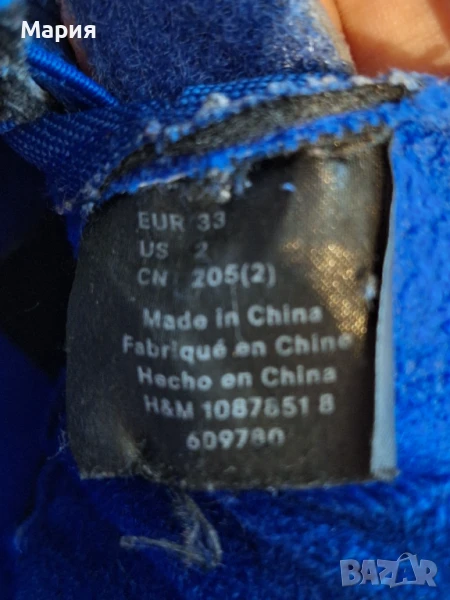 Мария
EUR 33
US 2
CN 205(2)
Made in China
Fabriqué en Chine
Hecho en China
H&M 1087651 8
609780
BAZAR